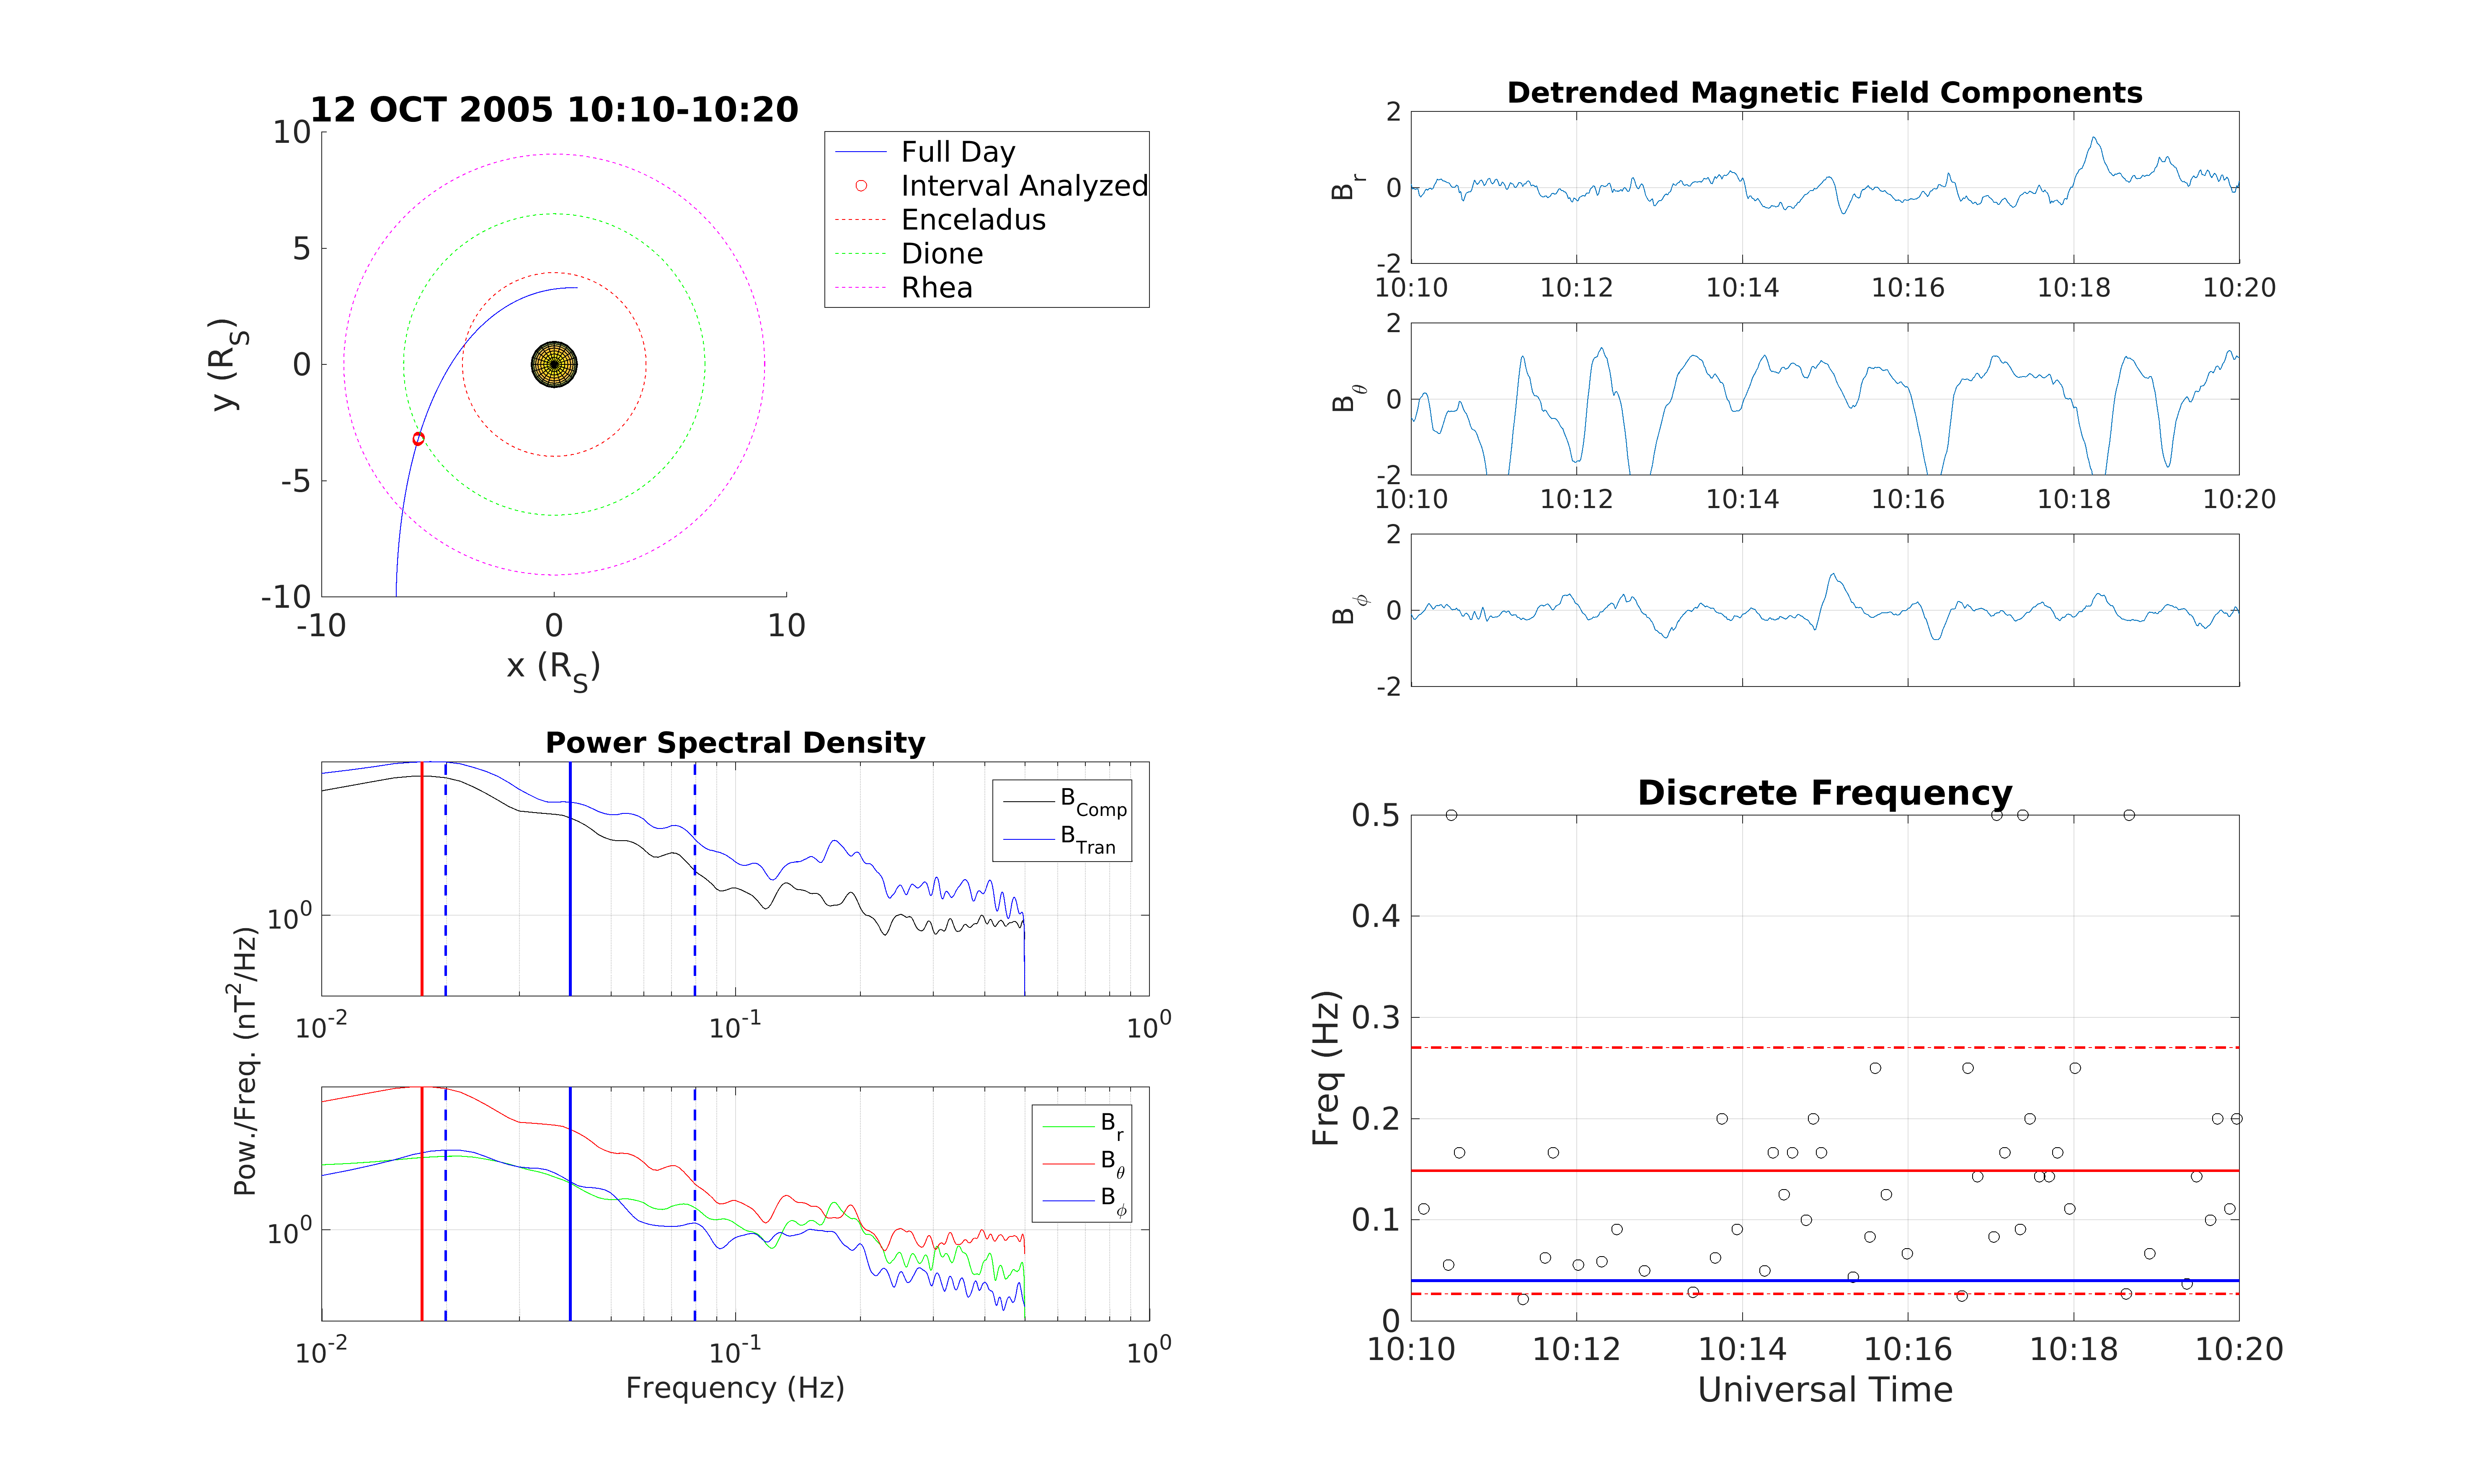 12 OCT 2005 10:10-10:20
10
5
0
-5
-10
-10
0
10
y (R_S)
x (R_S)
Full Day
Interval Analyzed
Enceladus
Dione
Rhea
Detrended Magnetic Field Components
2
0
-2
B_r
10:10
10:12
10:14
10:16
10:18
10:20
2
0
-2
B_θ
10:10
10:12
10:14
10:16
10:18
10:20
2
0
-2
B_ϕ
Power Spectral Density
B_Comp
B_Tran
10^0
10^-2
10^-1
10^0
Pow./Freq. (nT^2/Hz)
B_r
B_θ
B_ϕ
10^0
10^-2
10^-1
10^0
Frequency (Hz)
Discrete Frequency
0.5
0.4
0.3
0.2
0.1
0
Freq (Hz)
10:10
10:12
10:14
10:16
10:18
10:20
Universal Time